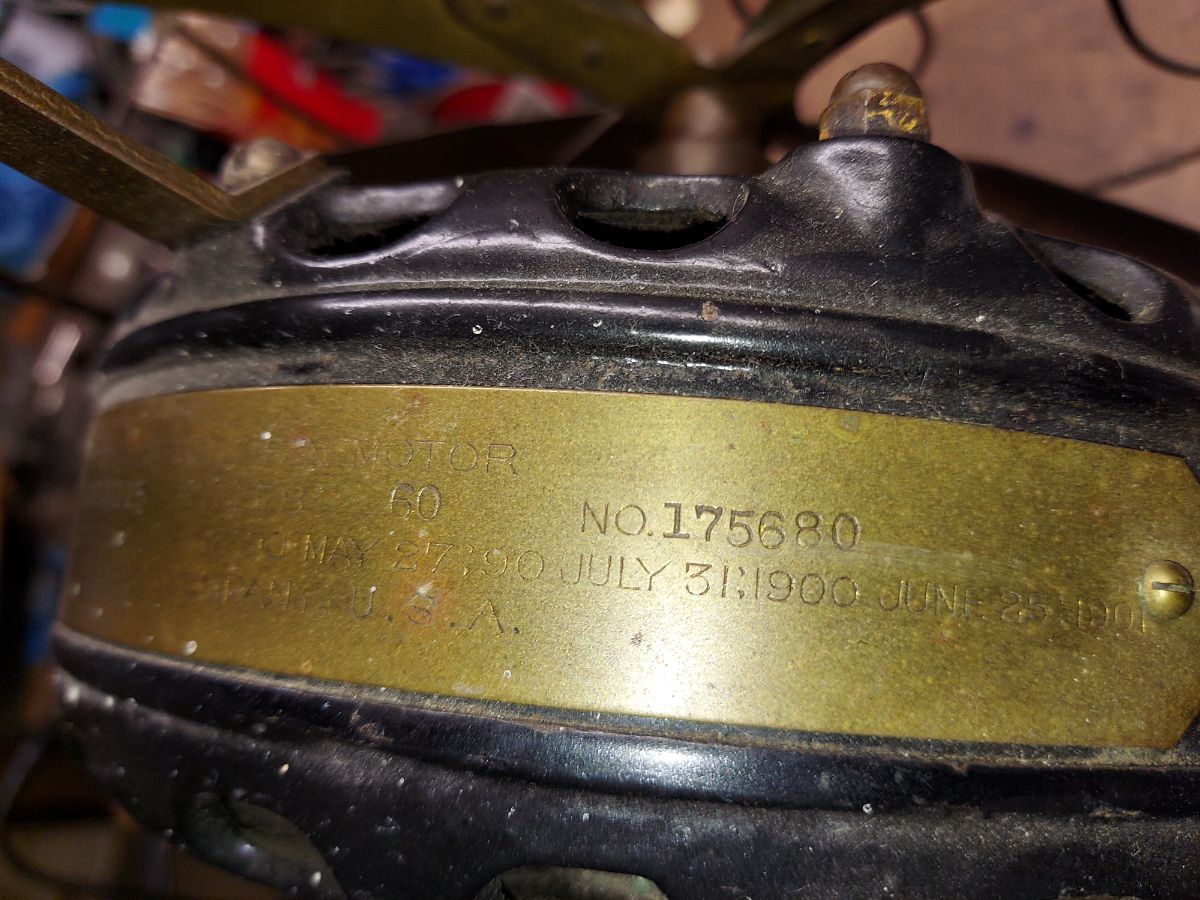 MOTOR
60 NO. 175680
MAY 27,'90 JULY 31,'1900 JUNE 25,'1901
U.S.A.